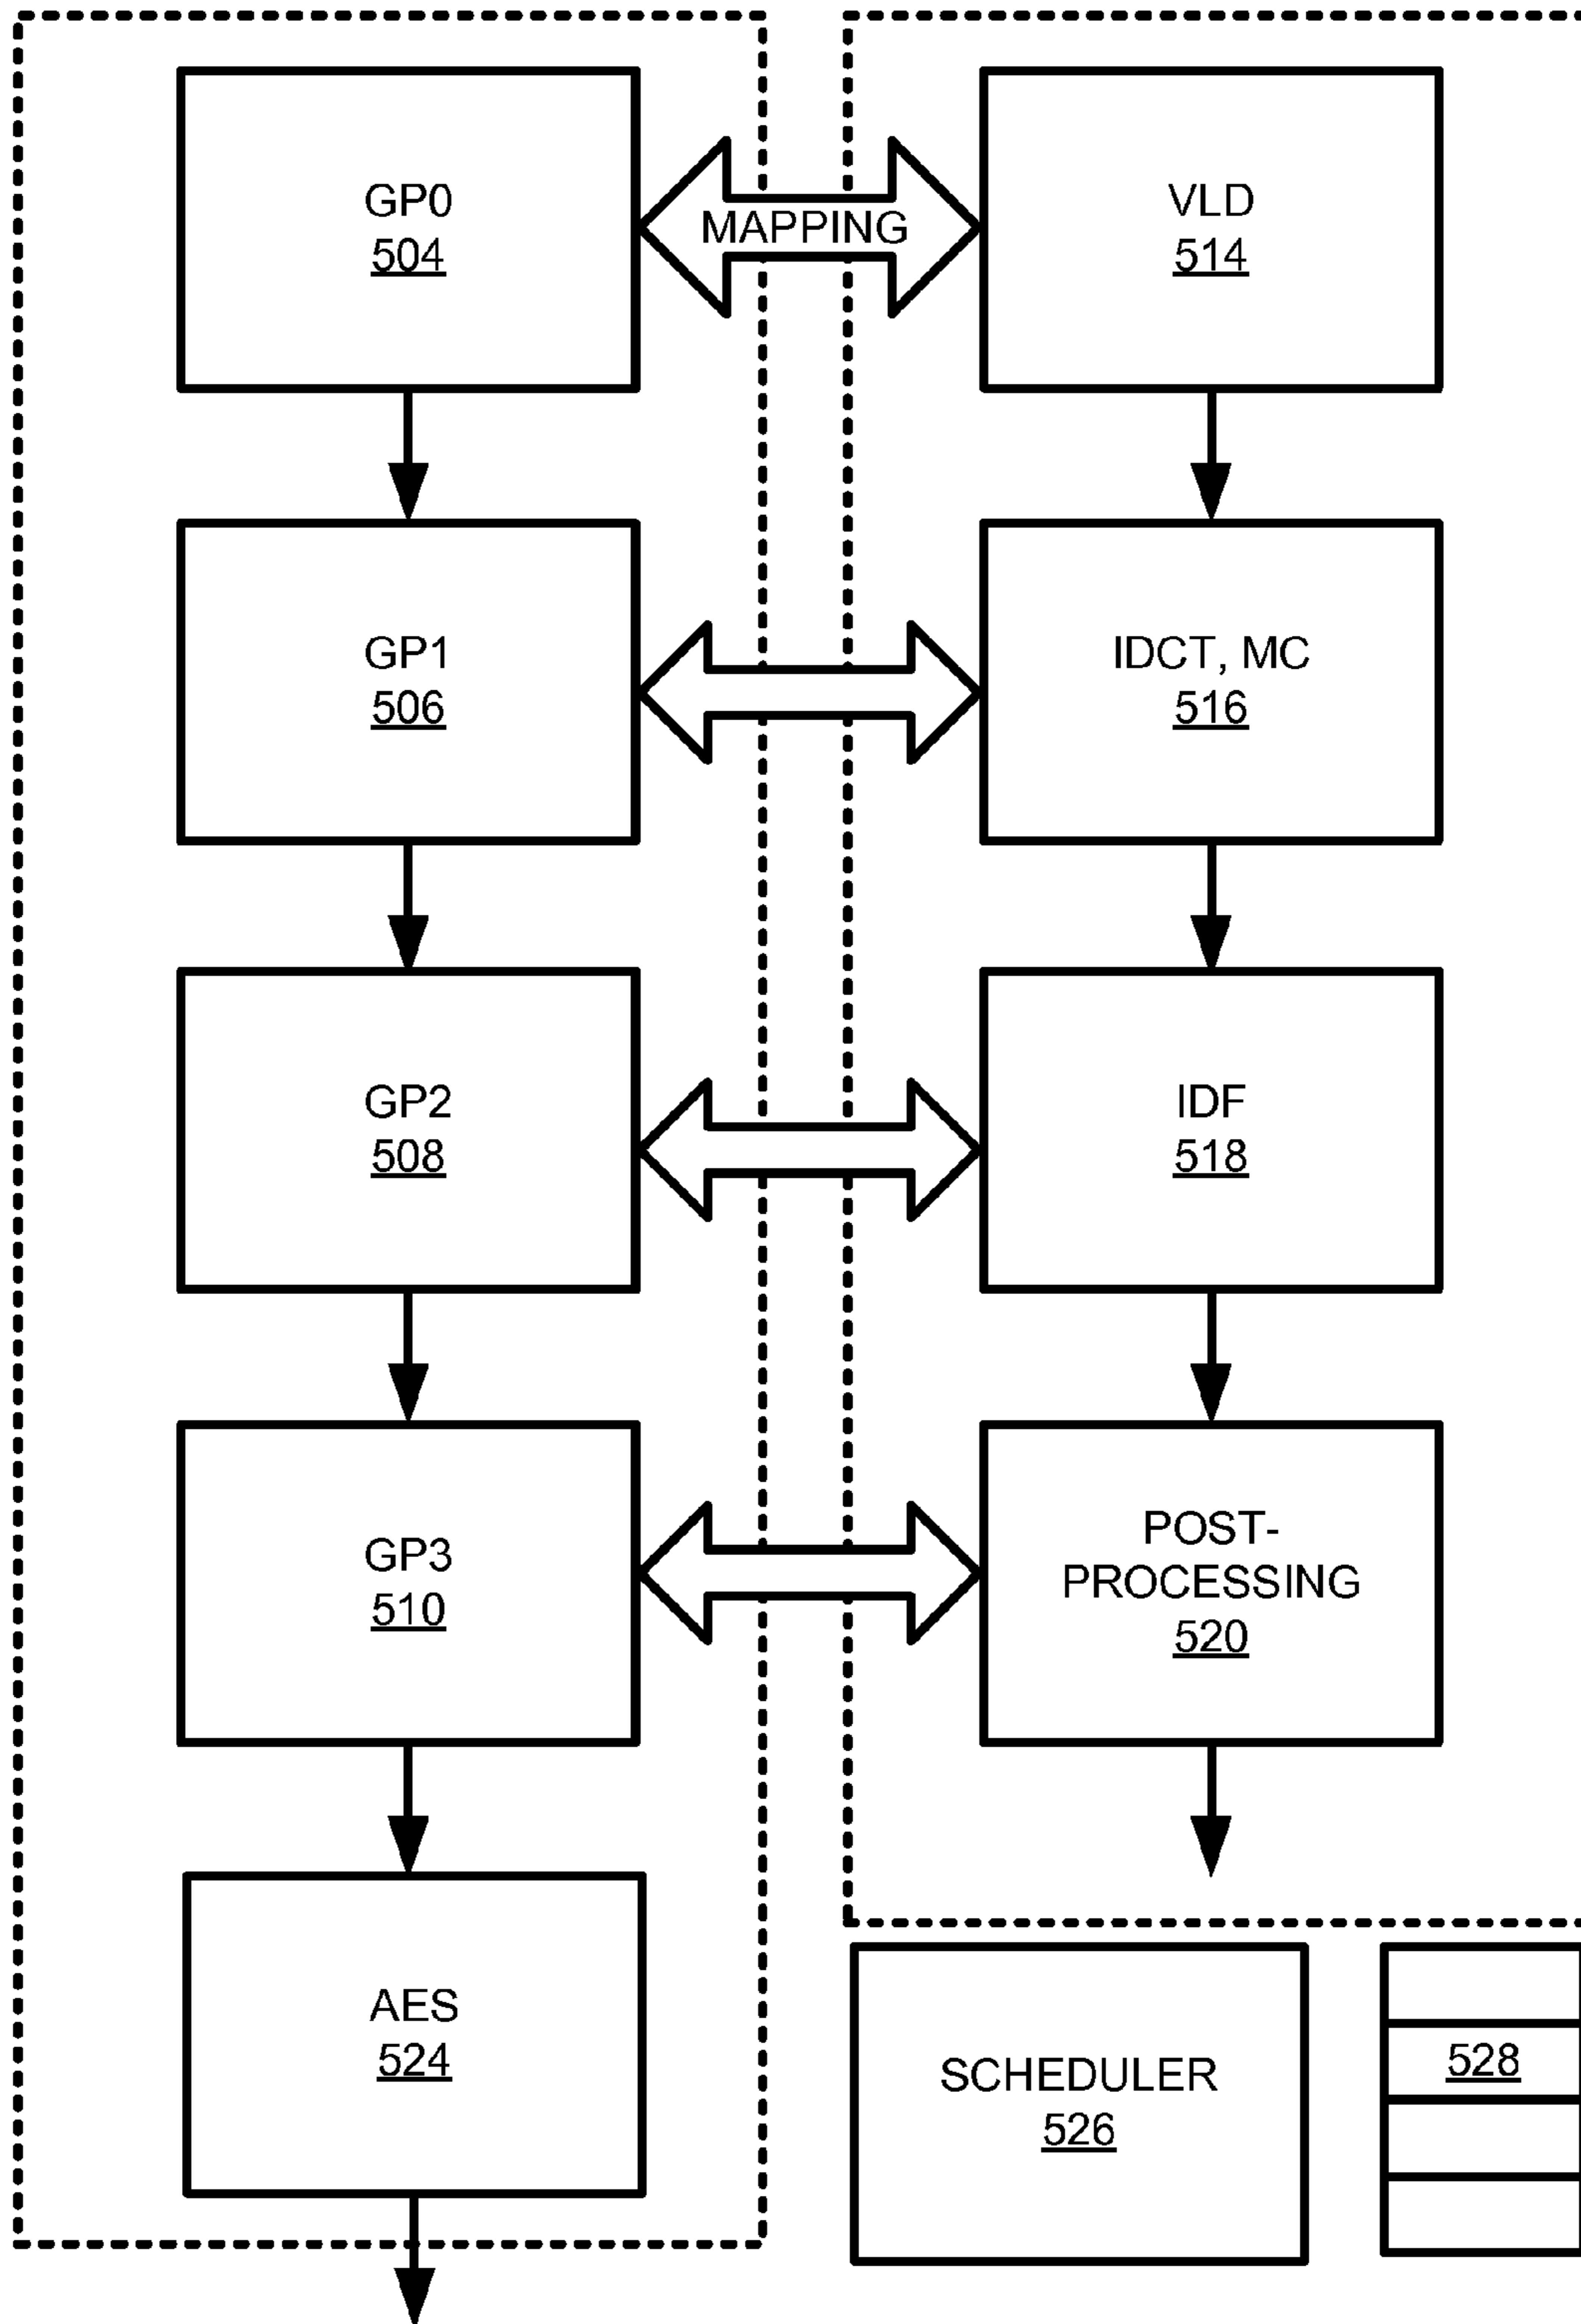 GP0
504
MAPPING
VLD
514
GP1
506
IDCT, MC
516
GP2
508
IDF
518
GP3
510
POST-
PROCESSING
520
AES
524
SCHEDULER
526
528